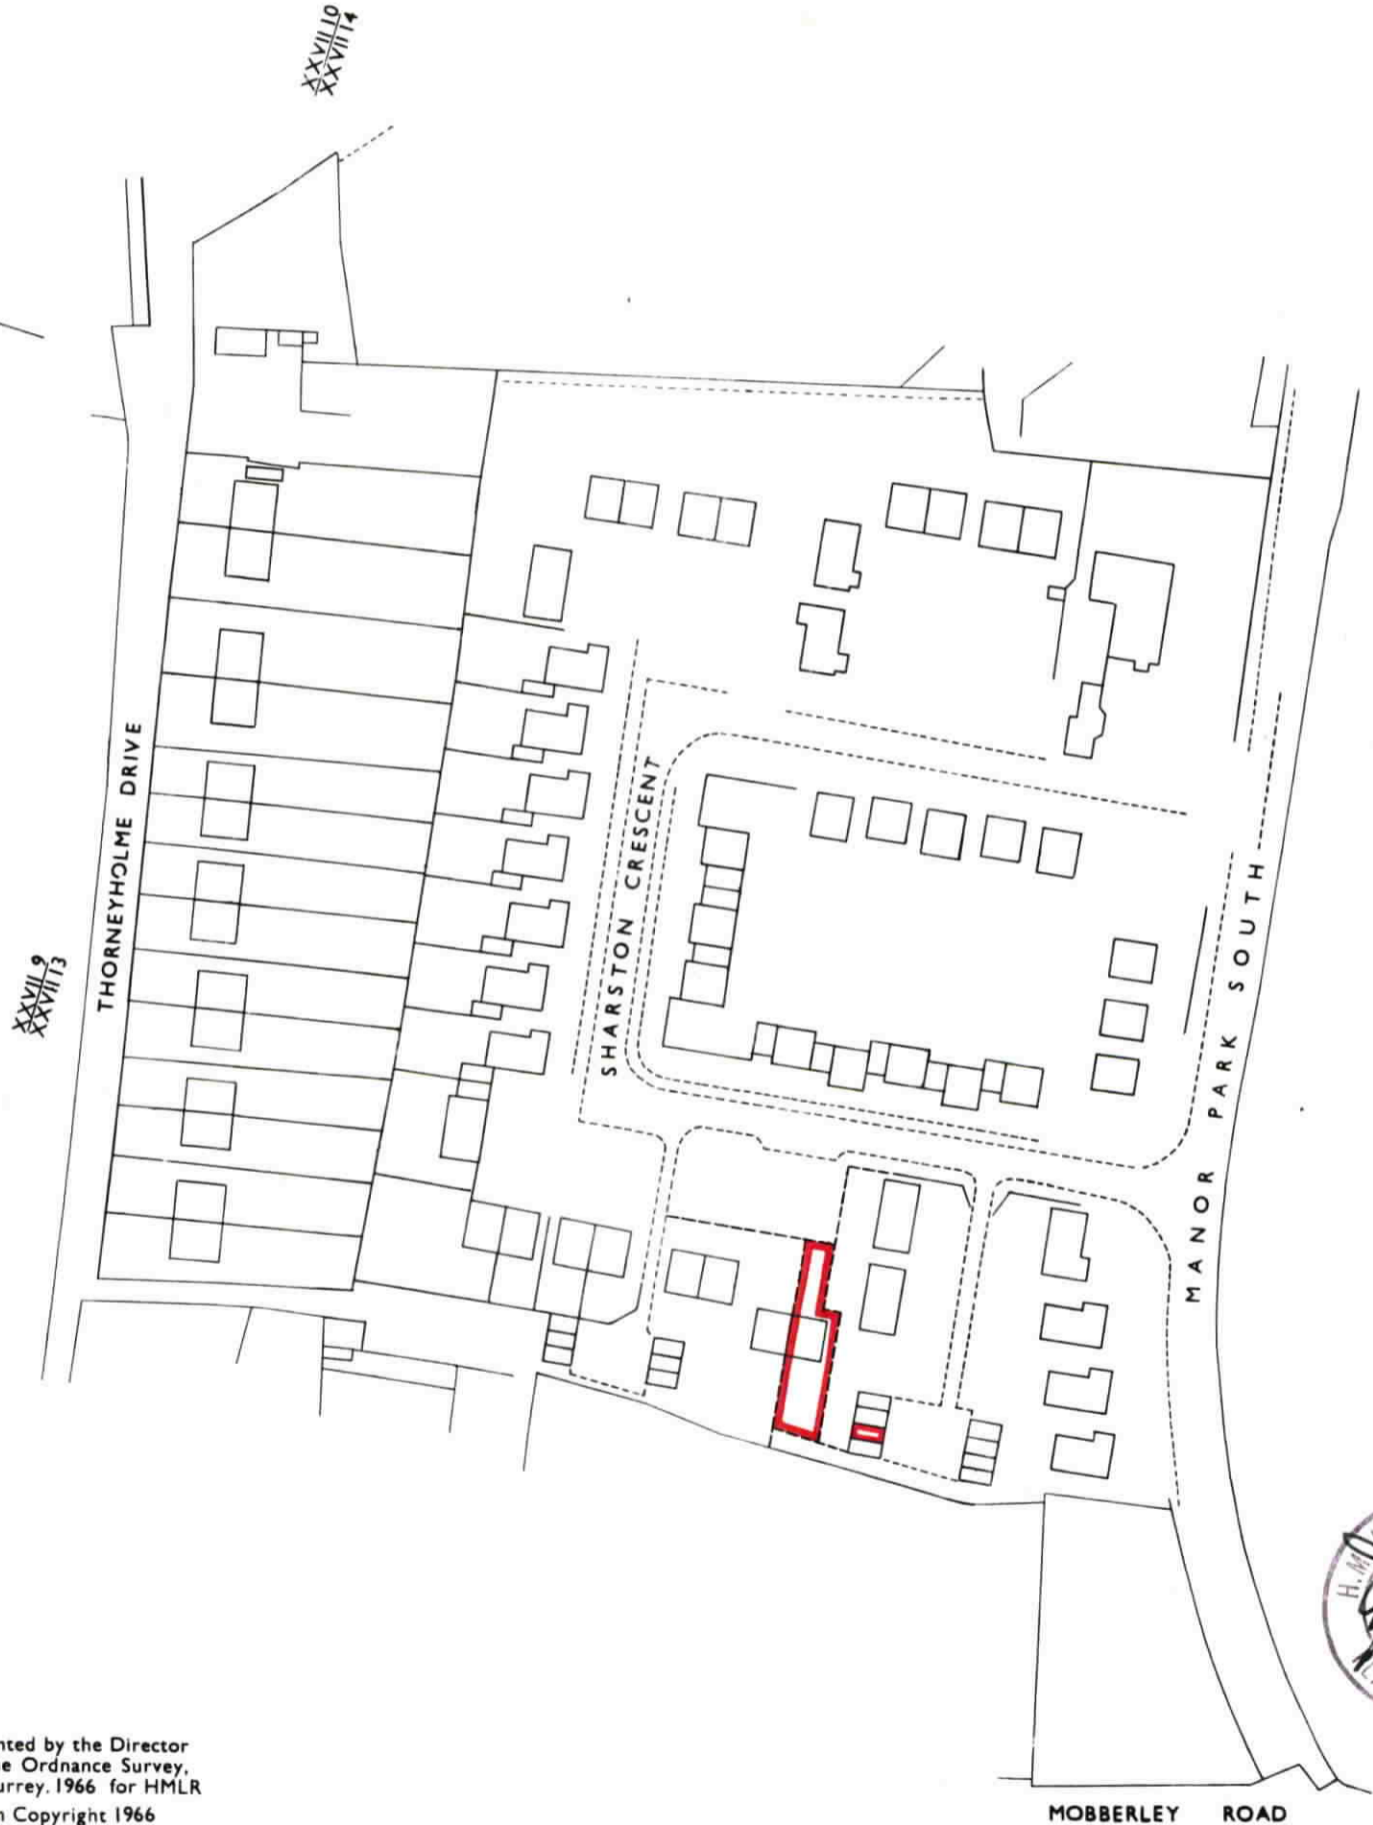 XXVII 10
XXVII 14
THORNEYHOLME DRIVE
SHARSTON CRESCENT
MANOR PARK SOUTH
XXVII 9
XXVII 13
H.M.
nted by the Director
e Ordnance Survey,
urrey. 1966 for HMLR
n Copyright 1966
MOBBERLEY ROAD